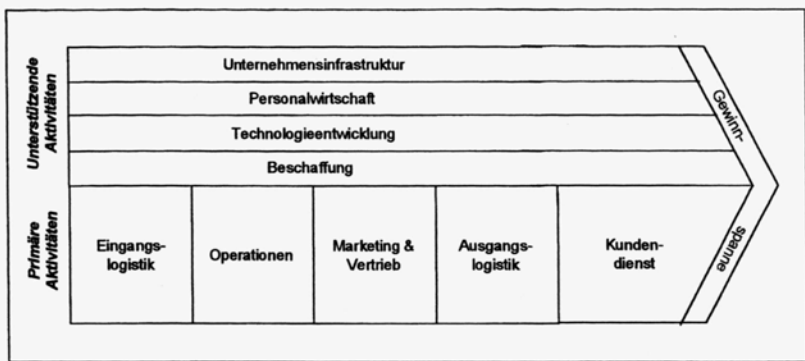 Unterstützende
Aktivitäten
Unternehmensinfrastruktur
Personalwirtschaft
Technologieentwicklung
Beschaffung
Gewinn-
spanne
Primäre
Aktivitäten
Eingangs-
logistik
Operationen
Marketing &
Vertrieb
Ausgangs-
logistik
Kunden-
dienst